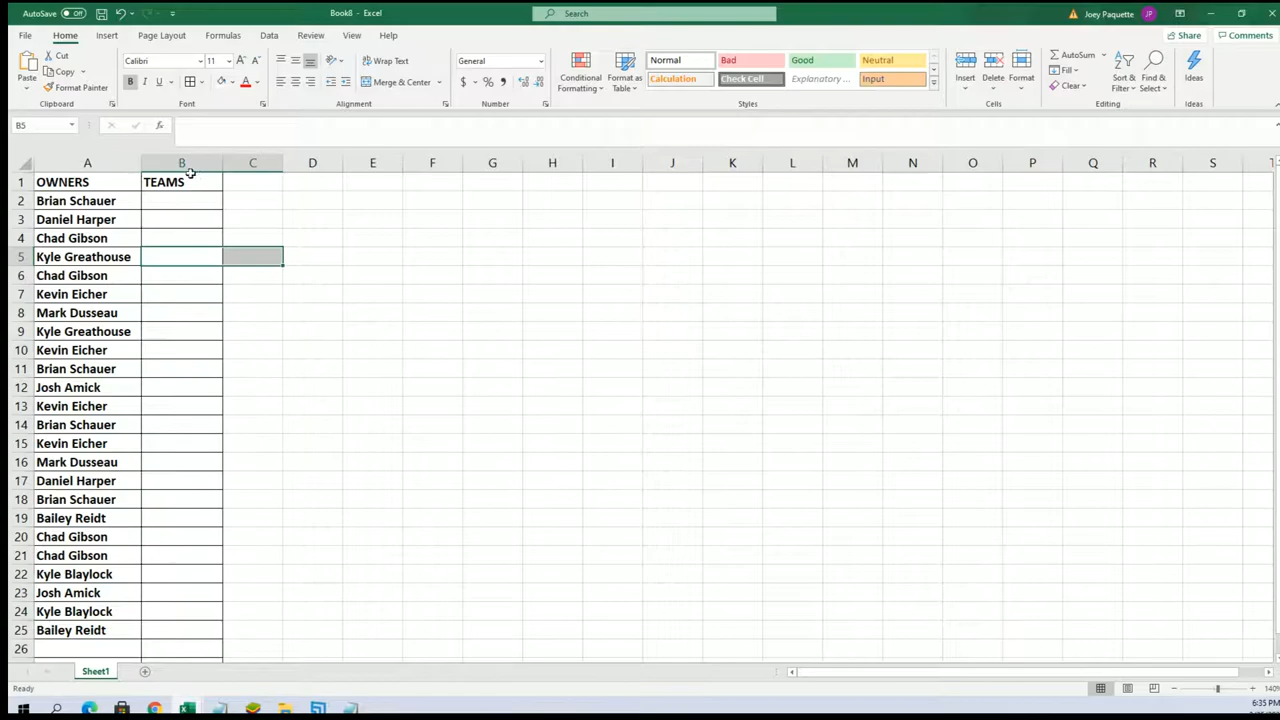 AutoSave Off Book8 - Excel Search Joey Paquette JP
File Home Insert Page Layout Formulas Data Review View Help Share Comments
Paste Cut Copy Format Painter Clipboard
Calibri 11 A A B I U A Font
ab Wrap Text Merge & Center Alignment
General $ % Number
Conditional Formatting Format as Table
Normal Bad Good Neutral
Calculation Check Cell Explanatory ... Input
Styles
Insert Delete Format Cells
AutoSum Fill Clear Sort & Filter Find & Select Editing
Ideas Ideas
B5 fx
A B C D E F G H I J K L M N O P Q R S T
1 OWNERS TEAMS
2 Brian Schauer
3 Daniel Harper
4 Chad Gibson
5 Kyle Greathouse
6 Chad Gibson
7 Kevin Eicher
8 Mark Dusseau
9 Kyle Greathouse
10 Kevin Eicher
11 Brian Schauer
12 Josh Amick
13 Kevin Eicher
14 Brian Schauer
15 Kevin Eicher
16 Mark Dusseau
17 Daniel Harper
18 Brian Schauer
19 Bailey Reidt
20 Chad Gibson
21 Chad Gibson
22 Kyle Blaylock
23 Josh Amick
24 Kyle Blaylock
25 Bailey Reidt
26
Sheet1
Ready 140%
6:35 PM